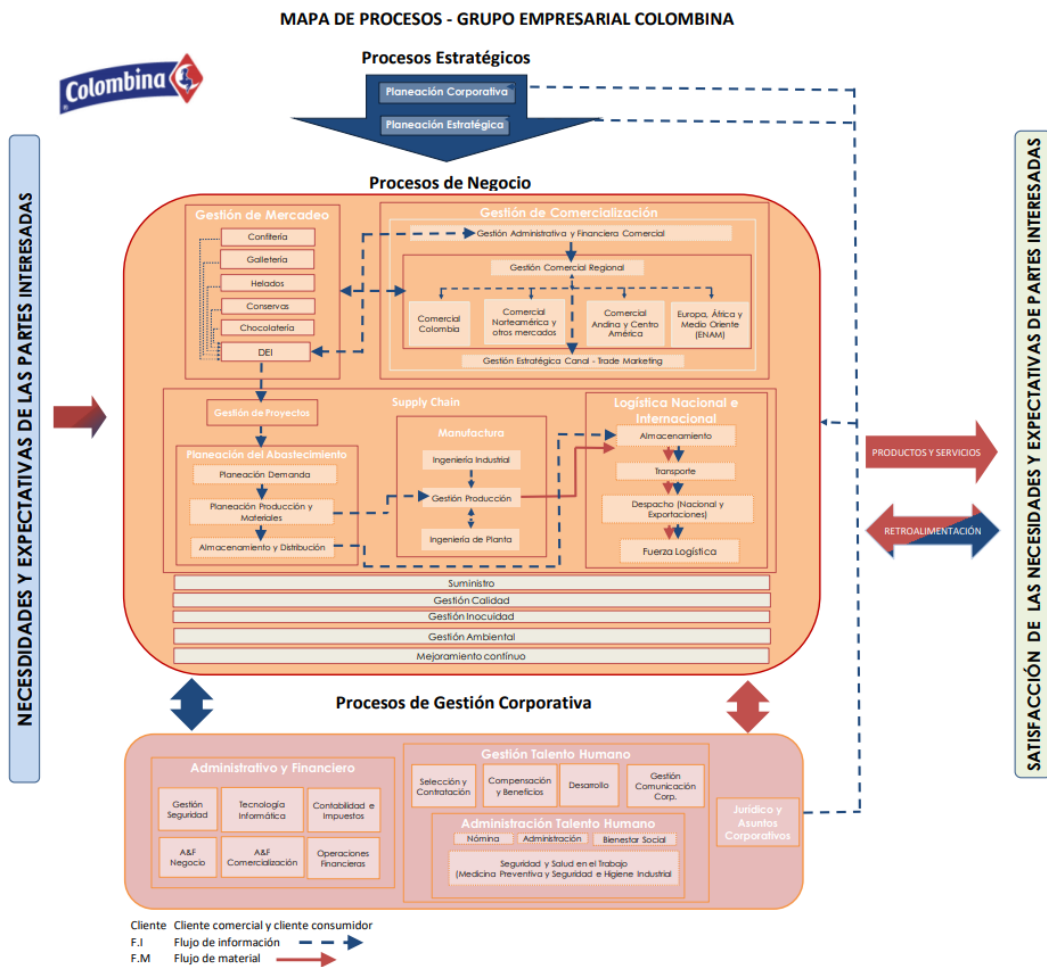 MAPA DE PROCESOS - GRUPO EMPRESARIAL COLOMBINA
Colombina
®
Procesos Estratégicos
Planeación Corporativa
Planeación Estratégica
NECESDIDADES Y EXPECTATIVAS DE LAS PARTES INTERESADAS
Procesos de Negocio
Gestión de Mercadeo
Confitería
Galletería
Helados
Conservas
Chocolatería
DEI
Gestión de Comercialización
Gestión Administrativa y Financiera Comercial
Gestión Comercial Regional
Comercial
Colombia
Comercial
Norteamérica y
otros mercados
Comercial
Andina y Centro
América
Europa, África y
Medio Oriente
(ENAM)
Gestión Estratégica Canal - Trade Marketing
Supply Chain
Gestión de Proyectos
Planeación del Abastecimiento
Planeación Demanda
Planeación Producción y
Materiales
Almacenamiento y Distribución
Manufactura
Ingeniería Industrial
Gestión Producción
Ingeniería de Planta
Logística Nacional e
Internacional
Almacenamiento
Transporte
Despacho (Nacional y
Exportaciones)
Fuerza Logística
Suministro
Gestión Calidad
Gestión Inocuidad
Gestión Ambiental
Mejoramiento contínuo
PRODUCTOS Y SERVICIOS
RETROALIMENTACIÓN
SATISFACCIÓN DE LAS NECESIDADES Y EXPECTATIVAS DE PARTES INTERESADAS
Procesos de Gestión Corporativa
Administrativo y Financiero
Gestión
Seguridad
Tecnología
Informática
Contabilidad e
Impuestos
A&F
Negocio
A&F
Comercialización
Operaciones
Financieras
Gestión Talento Humano
Selección y
Contratación
Compensación
y Beneficios
Desarrollo
Gestión
Comunicación
Corp.
Administración Talento Humano
Nómina
Administración
Bienestar Social
Seguridad y Salud en el Trabajo
(Medicina Preventiva y Seguridad e Higiene Industrial
Jurídico y
Asuntos
Corporativos
Cliente Cliente comercial y cliente consumidor
F.I Flujo de información
F.M Flujo de material